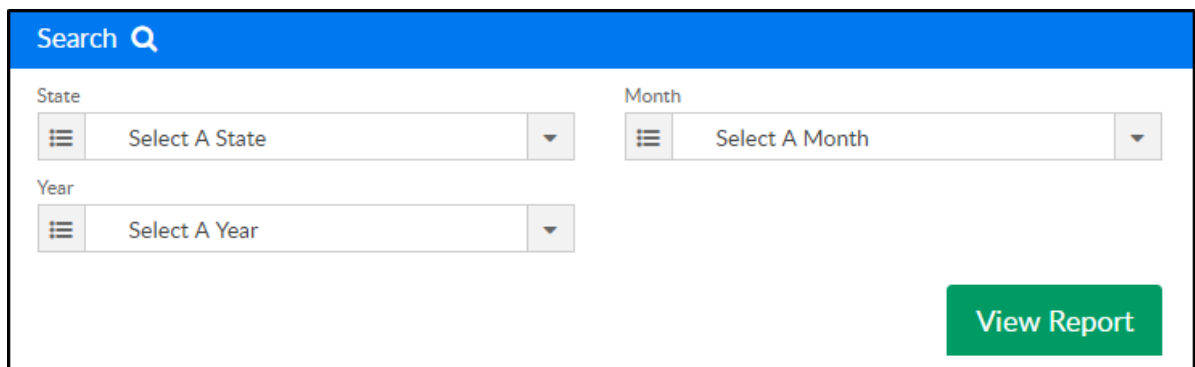 Search
State
Select A State
Month
Select A Month
Year
Select A Year
View Report